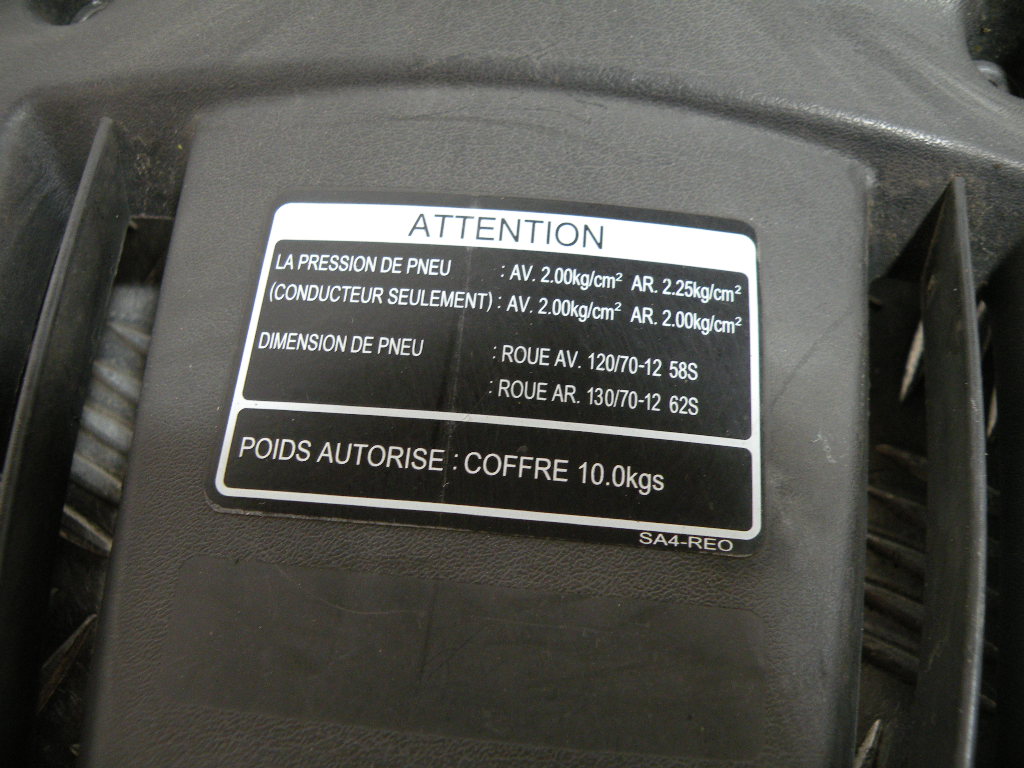 ATTENTION
LA PRESSION DE PNEU : AV. 2.00kg/cm² AR. 2.25kg/cm²
(CONDUCTEUR SEULEMENT) : AV. 2.00kg/cm² AR. 2.00kg/cm²
DIMENSION DE PNEU : ROUE AV. 120/70-12 58S
: ROUE AR. 130/70-12 62S
POIDS AUTORISE : COFFRE 10.0kgs
SA4-REO